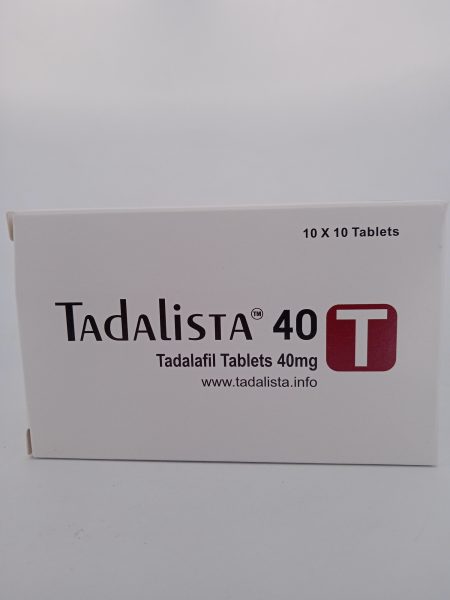 10 X 10 Tablets
TADALISTA™ 40
T
Tadalafil Tablets 40mg
www.tadalista.info